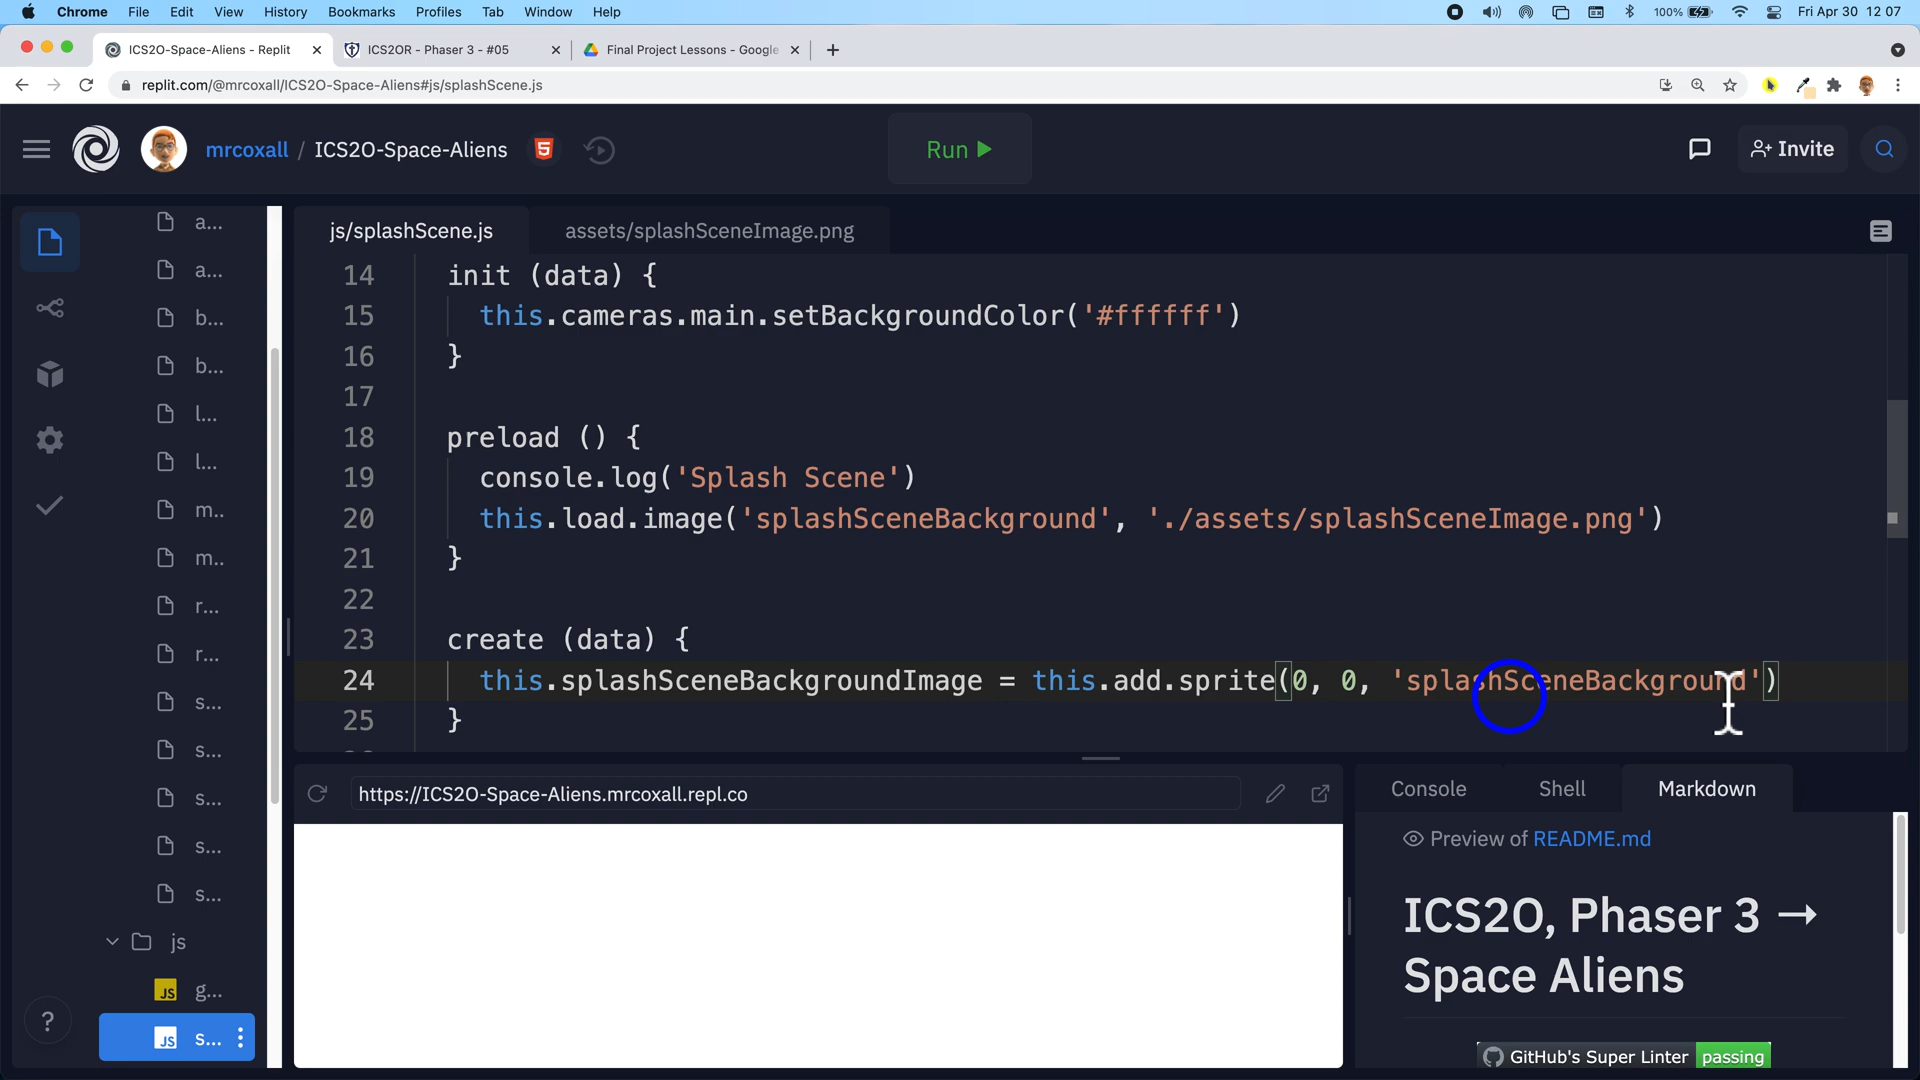 Chrome File Edit View History Bookmarks Profiles Tab Window Help 100% Fri Apr 30 12 07
ICS2O-Space-Aliens - Replit ICS2OR - Phaser 3 - #05 Final Project Lessons - Google
replit.com/@mrcoxall/ICS2O-Space-Aliens#js/splashScene.js
mrcoxall / ICS2O-Space-Aliens Run Invite
js/splashScene.js assets/splashSceneImage.png
a...
a...
b...
b...
l...
l...
m..
m..
r...
r...
s...
s...
s...
s...
s...
js
JS g...
JS s...
?
14 init (data) {
15 this.cameras.main.setBackgroundColor('#ffffff')
16 }
17
18 preload () {
19 console.log('Splash Scene')
20 this.load.image('splashSceneBackground', './assets/splashSceneImage.png')
21 }
22
23 create (data) {
24 this.splashSceneBackgroundImage = this.add.sprite(0, 0, 'splashSceneBackground')
25 }
https://ICS2O-Space-Aliens.mrcoxall.repl.co
Console Shell Markdown
Preview of README.md
ICS2O, Phaser 3 →
Space Aliens
GitHub's Super Linter passing